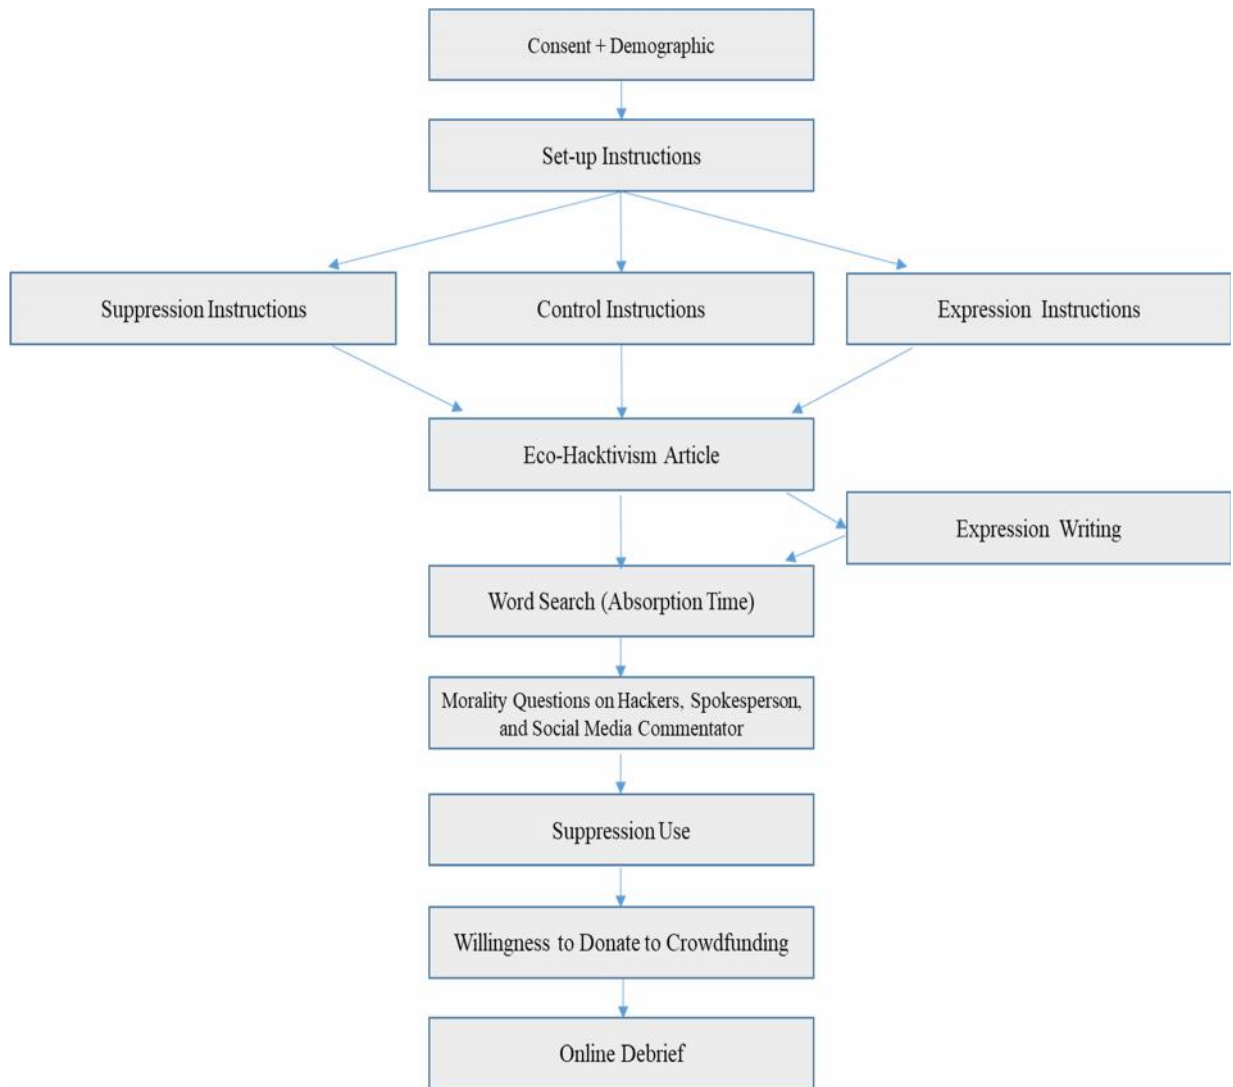 Consent + Demographic
Set-up Instructions
Suppression Instructions
Control Instructions
Expression Instructions
Eco-Hacktivism Article
Expression Writing
Word Search (Absorption Time)
Morality Questions on Hackers, Spokesperson,
and Social Media Commentator
Suppression Use
Willingness to Donate to Crowdfunding
Online Debrief